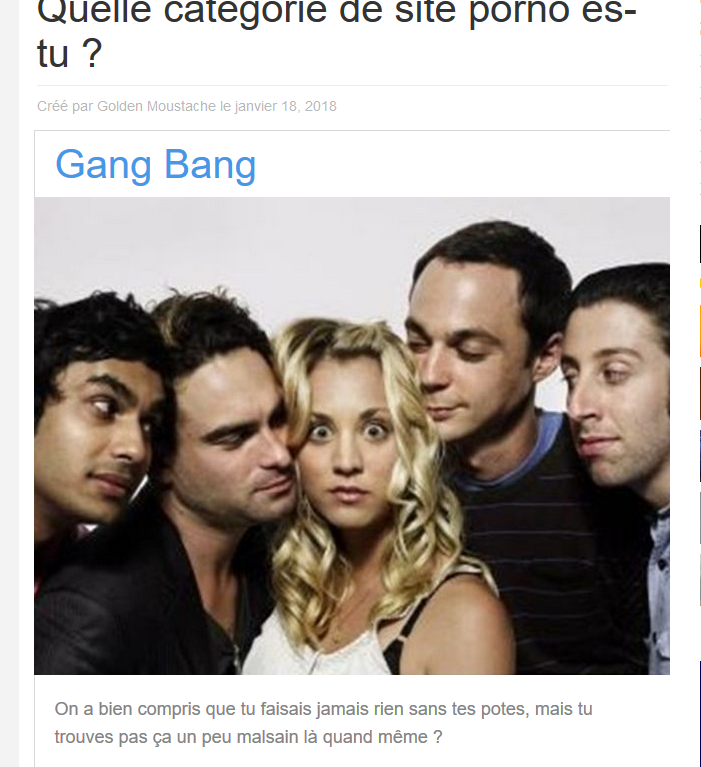 Quelle catégorie de site porno es-
tu ?
Créé par Golden Moustache le janvier 18, 2018
Gang Bang
On a bien compris que tu faisais jamais rien sans tes potes, mais tu
trouves pas ça un peu malsain là quand même ?